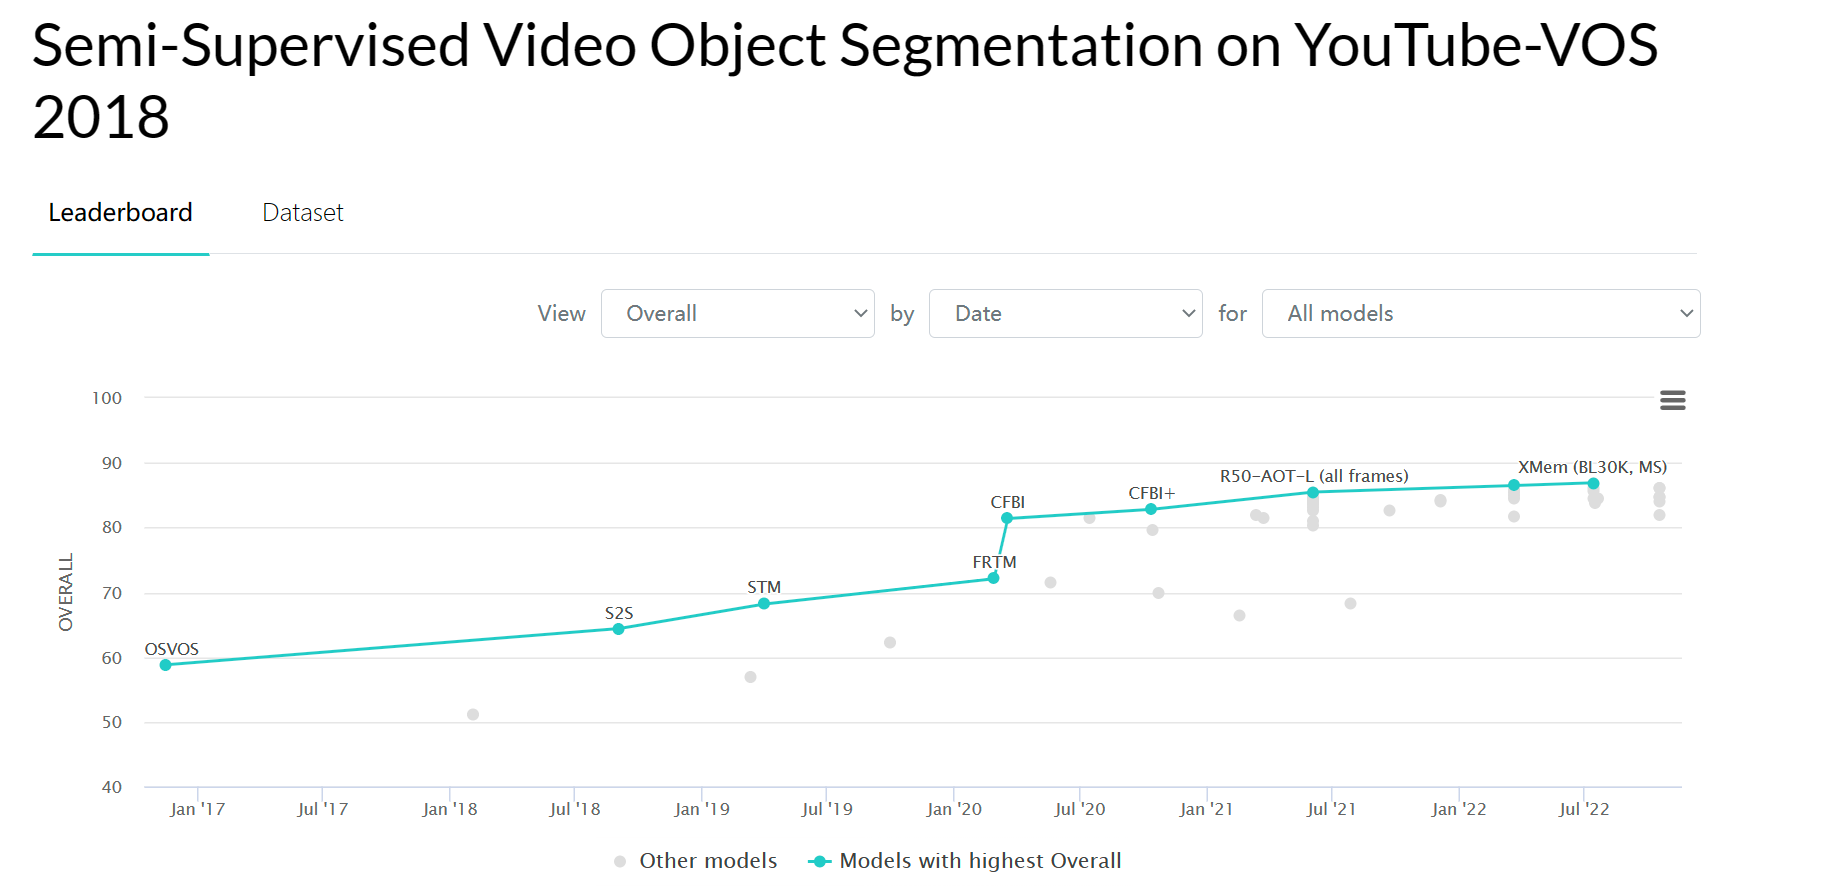 Semi-Supervised Video Object Segmentation on YouTube-VOS
2018
Leaderboard Dataset
View Overall by Date for All models
100
90
80
70
60
50
40
OVERALL
OSVOS
S2S
STM
FRTM
CFBI
CFBI+
R50-AOT-L (all frames)
XMem (BL30K, MS)
Jan '17 Jul '17 Jan '18 Jul '18 Jan '19 Jul '19 Jan '20 Jul '20 Jan '21 Jul '21 Jan '22 Jul '22
Other models Models with highest Overall